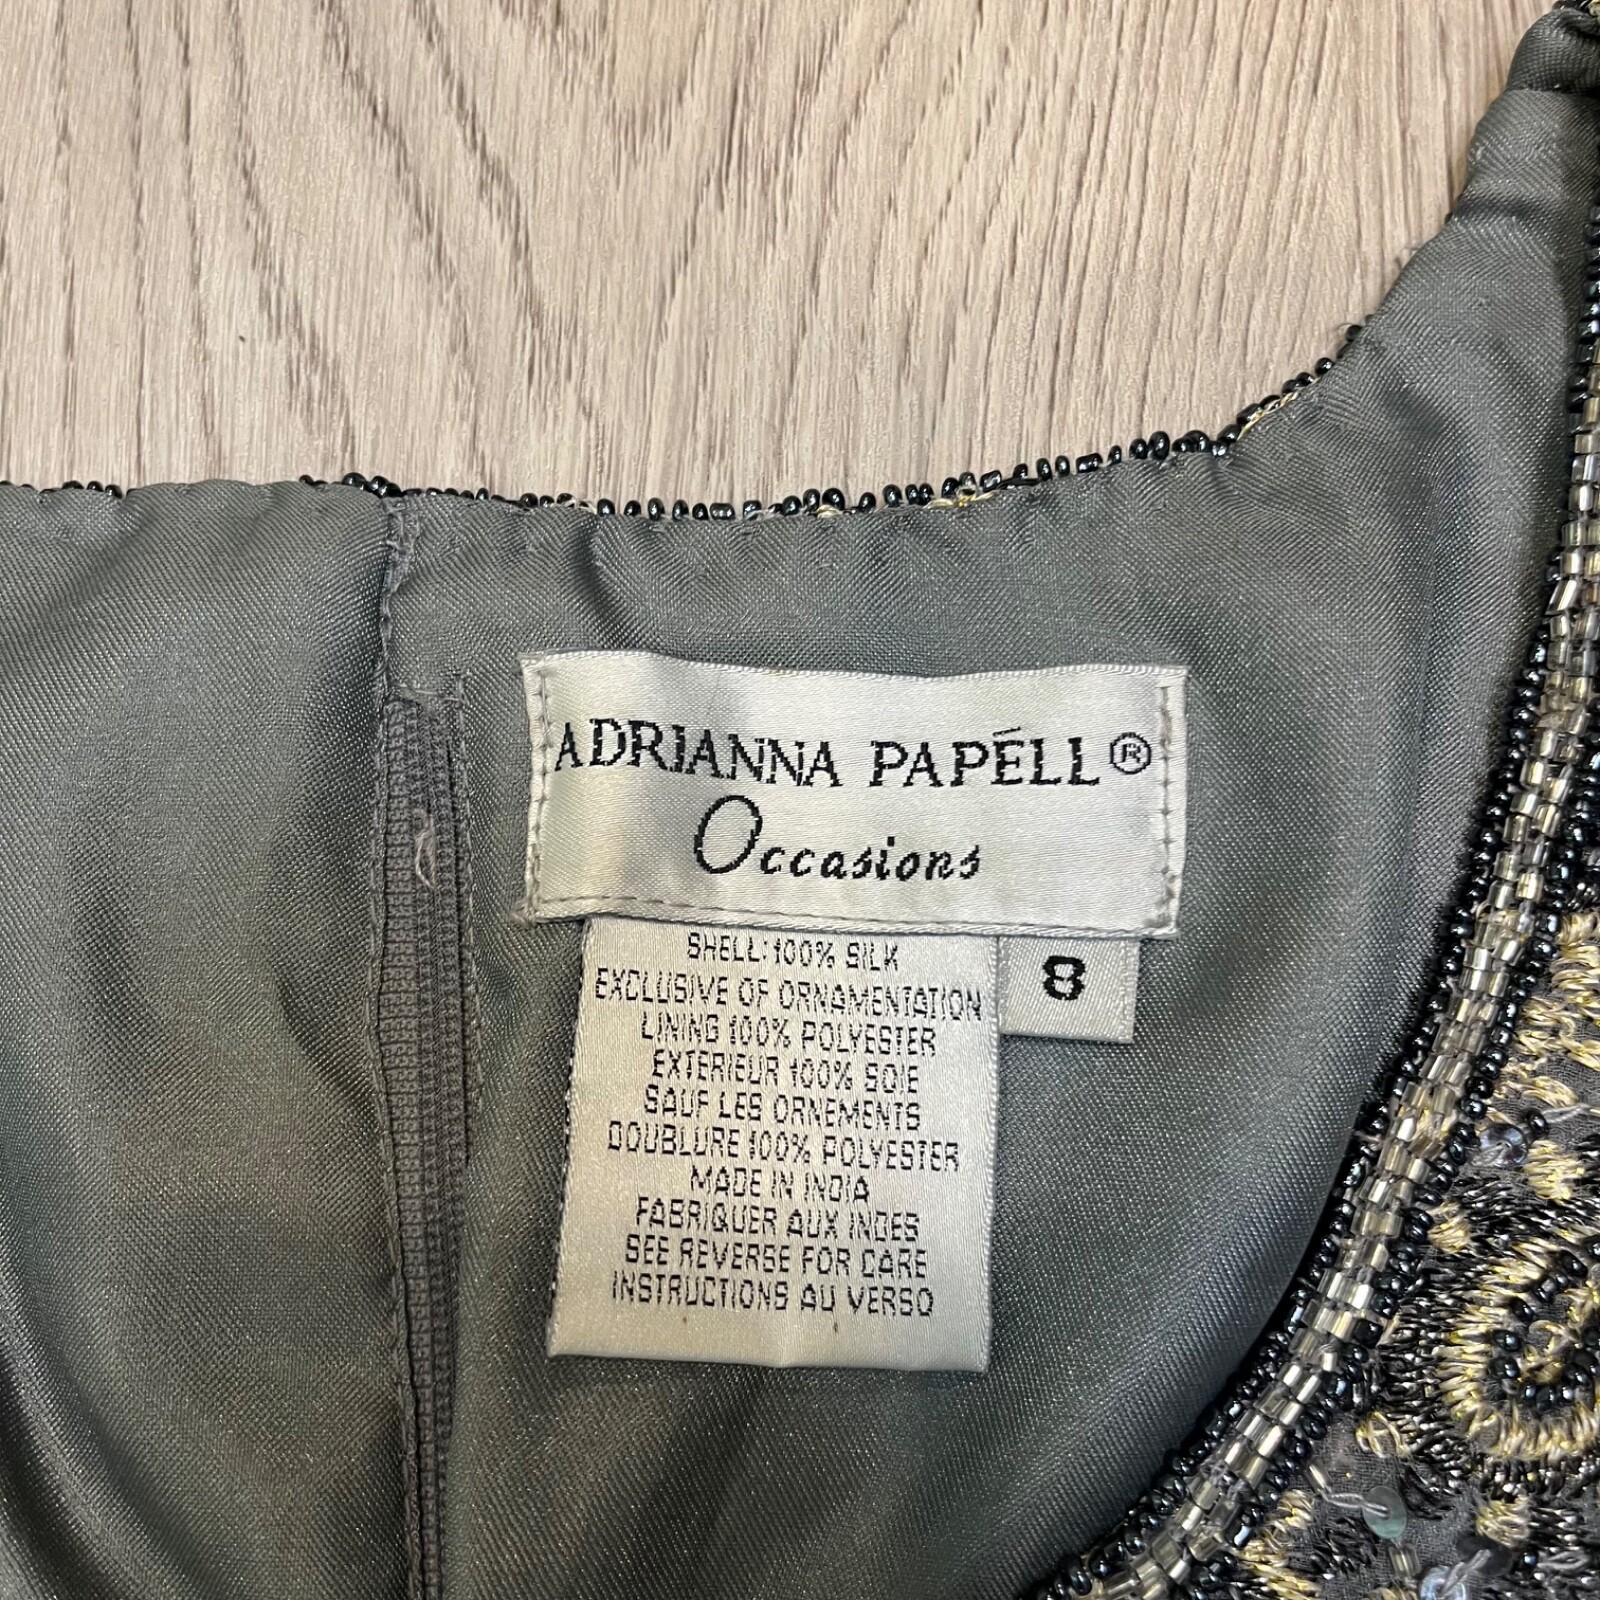 ADRIANNA PAPÉLL®
Occasions
SHELL: 100% SILK
EXCLUSIVE OF ORNAMENTATION
LINING 100% POLYESTER
EXTERIEUR 100% SOIE
SAUF LES ORNEMENTS
DOUBLURE 100% POLYESTER
MADE IN INDIA
FABRIQUER AUX INDES
SEE REVERSE FOR CARE
INSTRUCTIONS AU VERSO
8